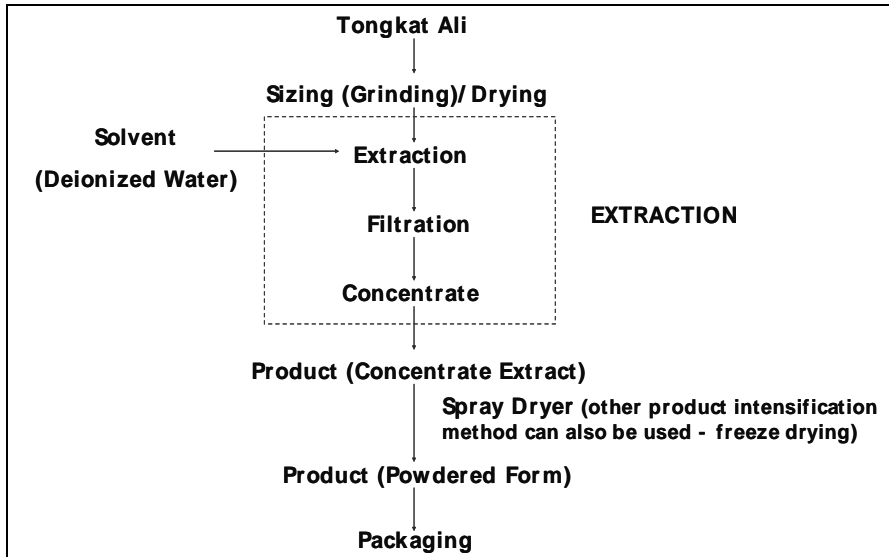 Tongkat Ali
Sizing (Grinding)/ Drying
Solvent
(Deionized Water)
Extraction
Filtration
EXTRACTION
Concentrate
Product (Concentrate Extract)
Spray Dryer (other product intensification
method can also be used - freeze drying)
Product (Powdered Form)
Packaging